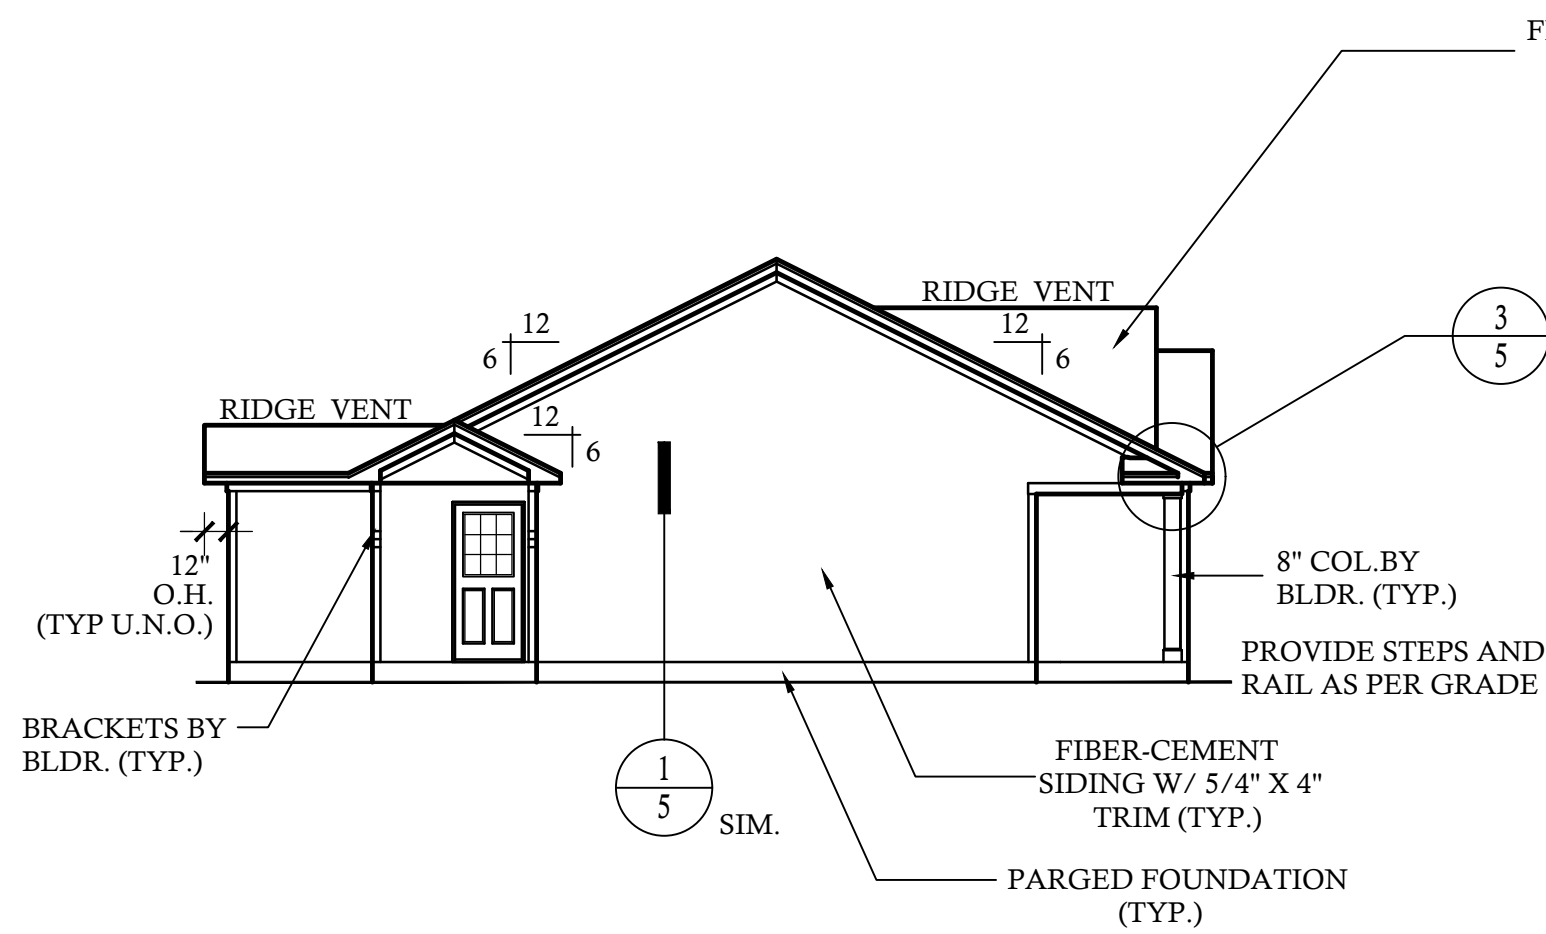 RIDGE VENT
12
6
12
6
3
5
RIDGE VENT
12
6
12"
O.H.
(TYP U.N.O.)
8" COL.BY
BLDR. (TYP.)
PROVIDE STEPS AND
RAIL AS PER GRADE
BRACKETS BY
BLDR. (TYP.)
1
5
SIM.
FIBER-CEMENT
SIDING W/ 5/4" X 4"
TRIM (TYP.)
PARGED FOUNDATION
(TYP.)